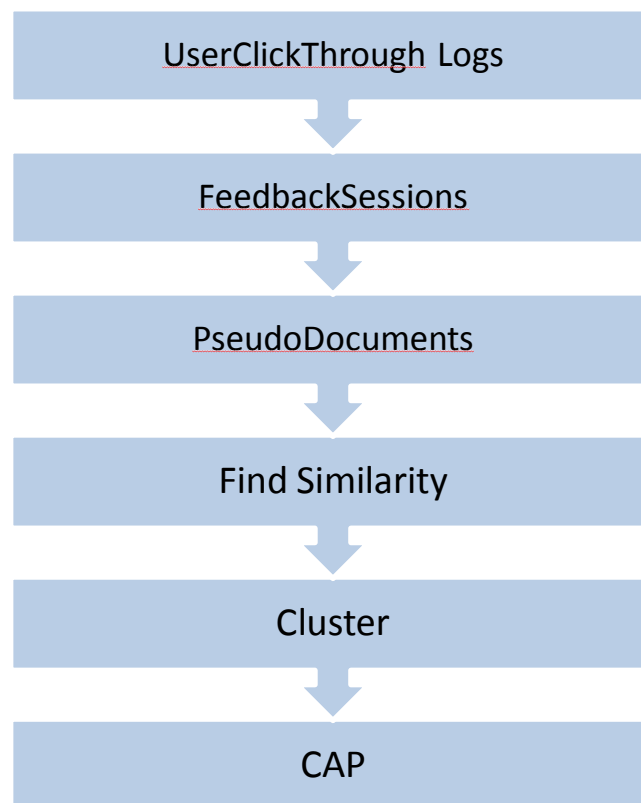 UserClickThrough Logs
FeedbackSessions
PseudoDocuments
Find Similarity
Cluster
CAP